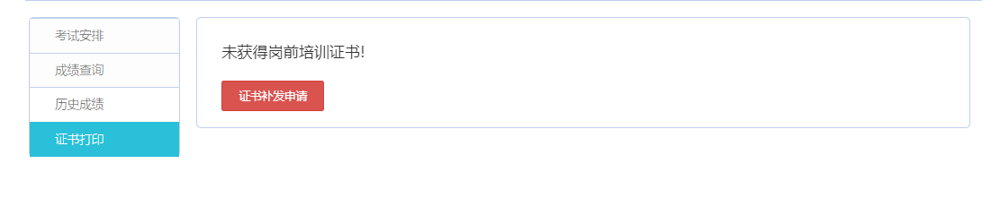 考试安排
成绩查询
历史成绩
证书打印
未获得岗前培训证书!
证书补发申请